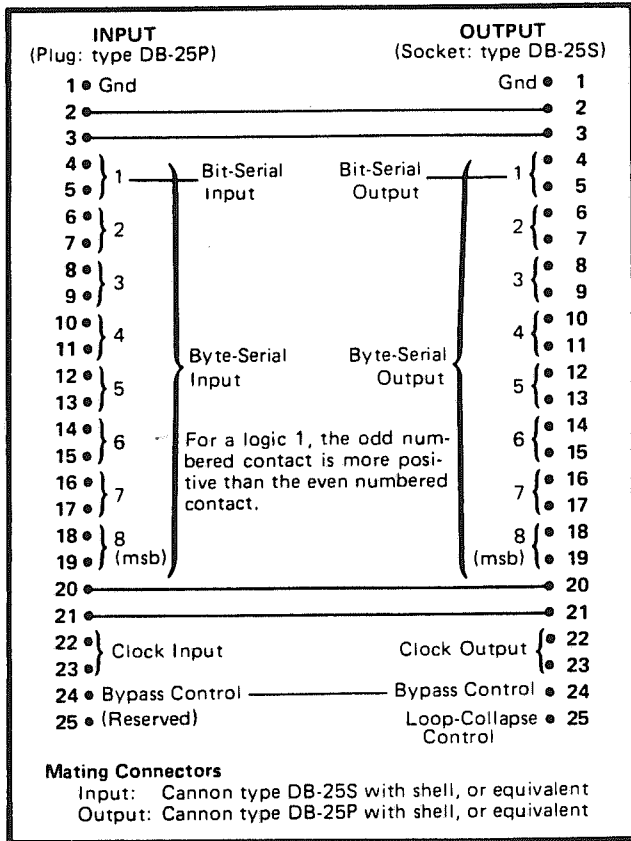 INPUT OUTPUT
(Plug: type DB-25P) (Socket: type DB-25S)
1 Gnd Gnd 1
2 2
3 3
4 4
1 Bit-Serial Bit-Serial 1
5 Input Output 5
6 6
2 2
7 7
8 8
3 3
9 9
10 10
4 4
11 11
Byte-Serial Byte-Serial
12 Input Output 12
5 5
13 13
14 14
6 For a logic 1, the odd num- 6
15 bered contact is more posi- 15
16 tive than the even numbered 16
7 contact. 7
17 17
18 18
8 8
19 (msb) (msb) 19
20 20
21 21
22 22
Clock Input Clock Output
23 23
24 Bypass Control Bypass Control 24
25 (Reserved) Loop-Collapse 25
Control
Mating Connectors
Input: Cannon type DB-25S with shell, or equivalent
Output: Cannon type DB-25P with shell, or equivalent